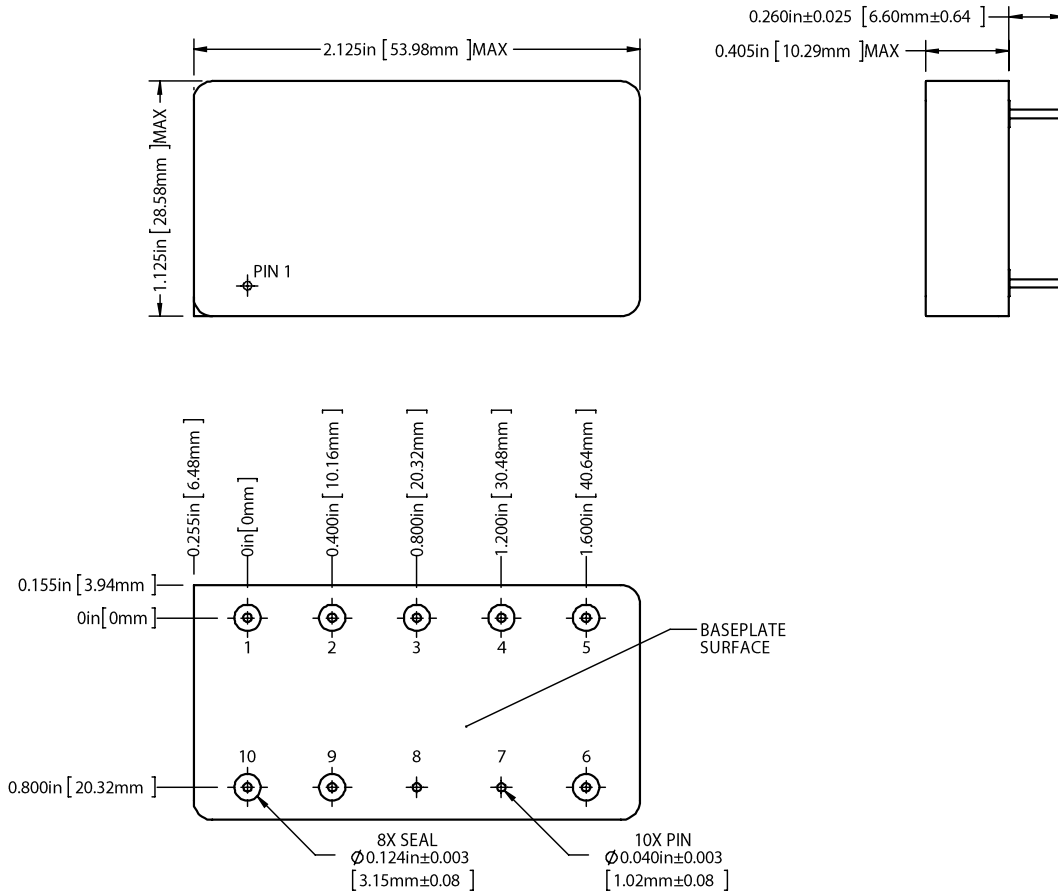 0.260in±0.025 [6.60mm±0.64 ]
2.125in [ 53.98mm ]MAX
0.405in [ 10.29mm ]MAX
1.125in [ 28.58mm ]MAX
PIN 1
0.255in [ 6.48mm ]
0in[0mm ]
0.400in [ 10.16mm ]
0.800in [ 20.32mm ]
1.200in [ 30.48mm ]
1.600in [ 40.64mm ]
0.155in [ 3.94mm ]
0in[0mm ]
1 2 3 4 5
BASEPLATE
SURFACE
10 9 8 7 6
0.800in [ 20.32mm ]
8X SEAL
Ø0.124in±0.003
[3.15mm±0.08 ]
10X PIN
Ø0.040in±0.003
[1.02mm±0.08 ]